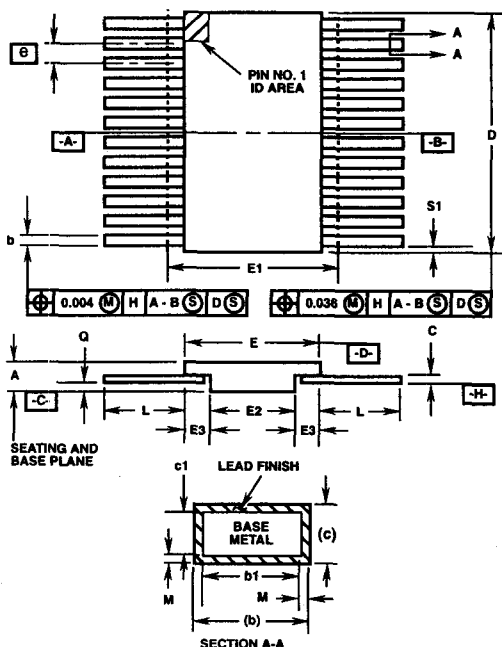 e
A
A
PIN NO. 1
ID AREA
-A-
-B-
D
S1
b
E1
⌖ 0.004 Ⓜ H A - B Ⓢ D Ⓢ
⌖ 0.036 Ⓜ H A - B Ⓢ D Ⓢ
Q
E
-D-
C
A
-C-
-H-
L
E2
L
E3
E3
SEATING AND
BASE PLANE
c1
LEAD FINISH
BASE
METAL
(c)
b1
M
M
(b)
SECTION A-A